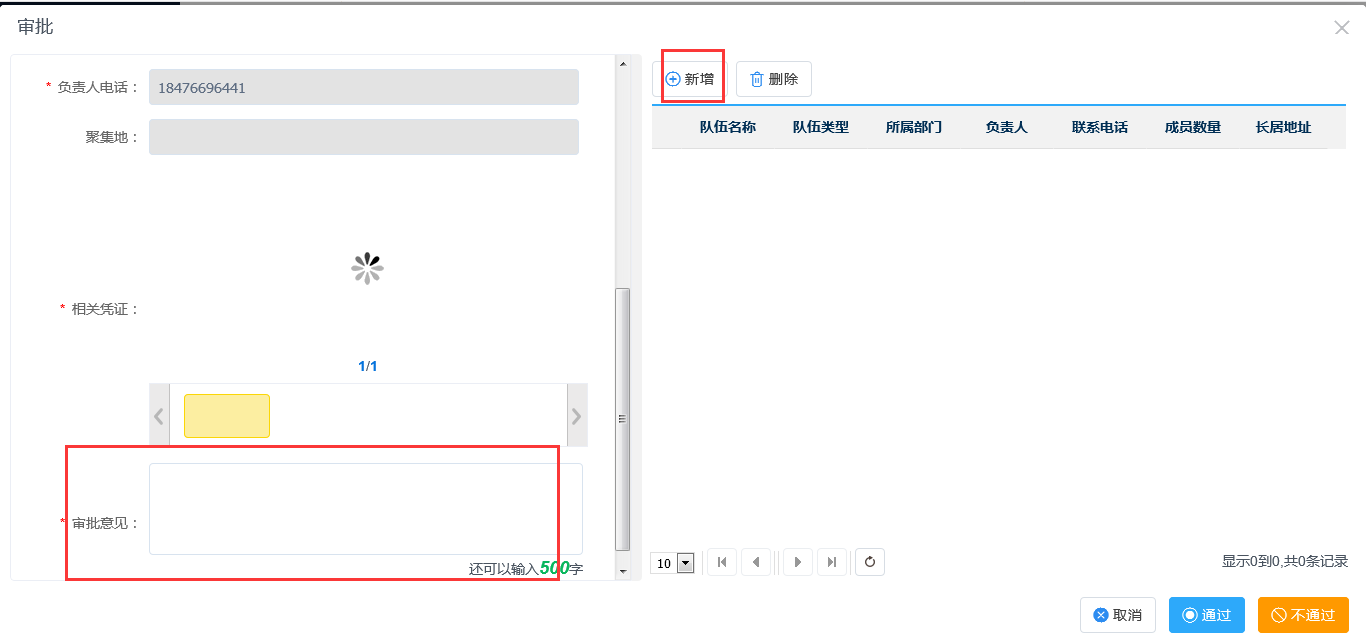 审批
* 负责人电话： 18476696441
聚集地：
* 相关凭证：
1/1
* 审批意见：
还可以输入500字
新增 删除
队伍名称 队伍类型 所属部门 负责人 联系电话 成员数量 长居地址
10
显示0到0,共0条记录
取消 通过 不通过